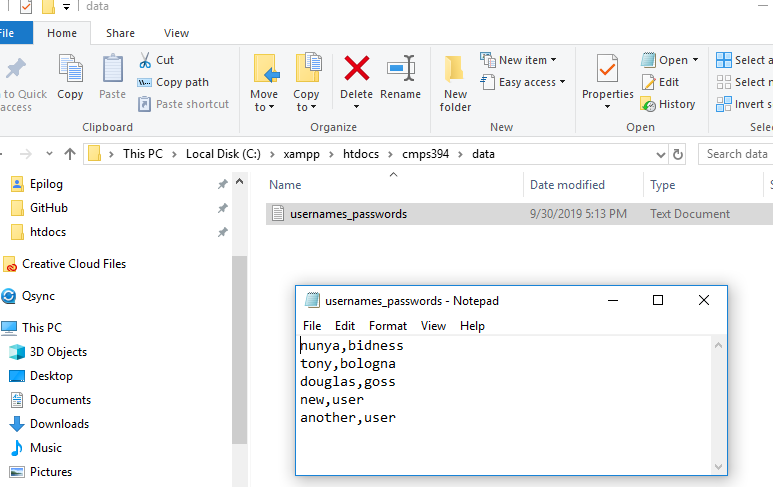 data
File
Home
Share
View
to Quick
access
Copy
Paste
Cut
Copy path
Paste shortcut
Clipboard
Move
to
Copy
to
Delete
Rename
Organize
New
folder
New item
Easy access
New
Properties
Open
Edit
History
Open
Select a
Select n
Invert s
Selec
This PC
Local Disk (C:)
xampp
htdocs
cmps394
data
Search data
Name
Date modified
Type
Siz
usernames_passwords
9/30/2019 5:13 PM
Text Document
Epilog
GitHub
htdocs
Creative Cloud Files
Qsync
This PC
3D Objects
Desktop
Documents
Downloads
Music
Pictures
usernames_passwords - Notepad
File
Edit
Format
View
Help
nunya,bidness
tony,bologna
douglas,goss
new,user
another,user